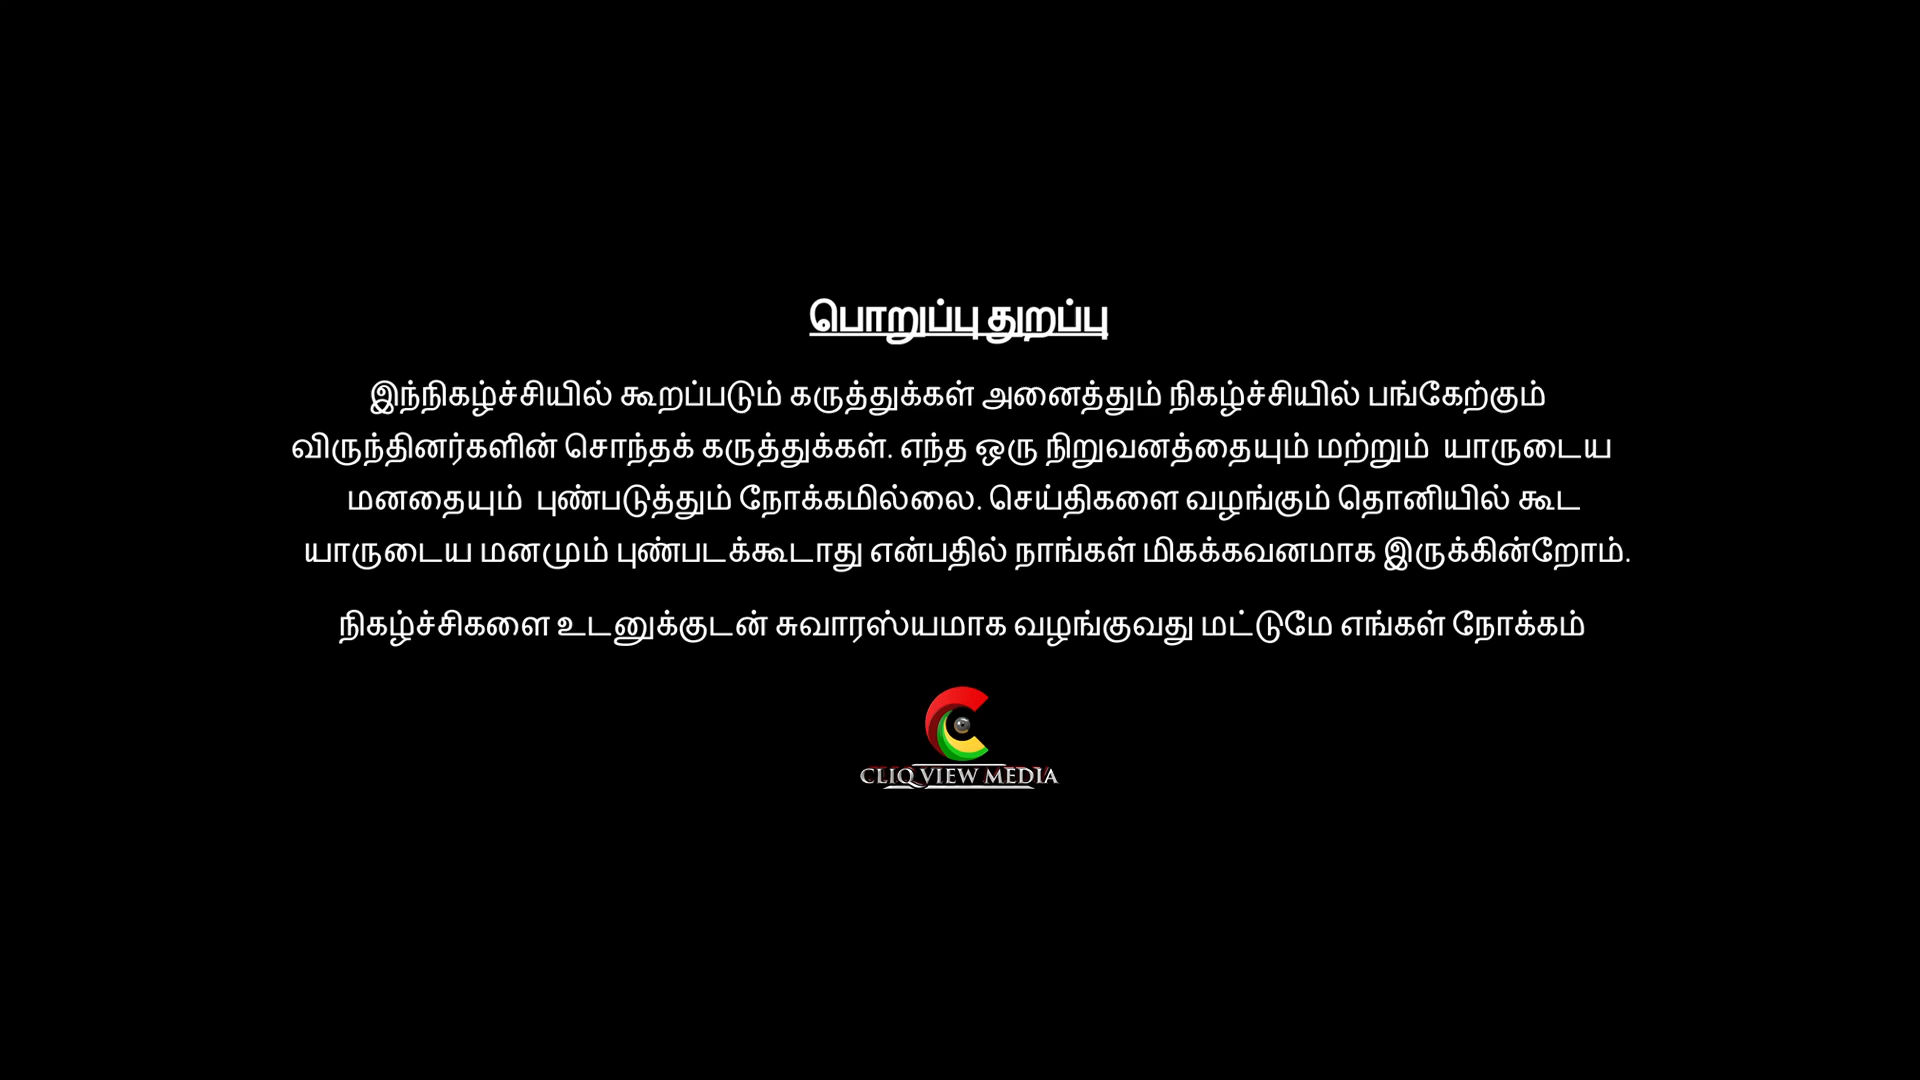 பொறுப்பு துறப்பு
இந்நிகழ்ச்சியில் கூறப்படும் கருத்துக்கள் அனைத்தும் நிகழ்ச்சியில் பங்கேற்கும்
விருந்தினர்களின் சொந்தக் கருத்துக்கள். எந்த ஒரு நிறுவனத்தையும் மற்றும் யாருடைய
மனதையும் புண்படுத்தும் நோக்கமில்லை. செய்திகளை வழங்கும் தொனியில் கூட
யாருடைய மனமும் புண்படக்கூடாது என்பதில் நாங்கள் மிகக்கவனமாக இருக்கின்றோம்.
நிகழ்ச்சிகளை உடனுக்குடன் சுவாரஸ்யமாக வழங்குவது மட்டுமே எங்கள் நோக்கம்
CLIQ VIEW MEDIA